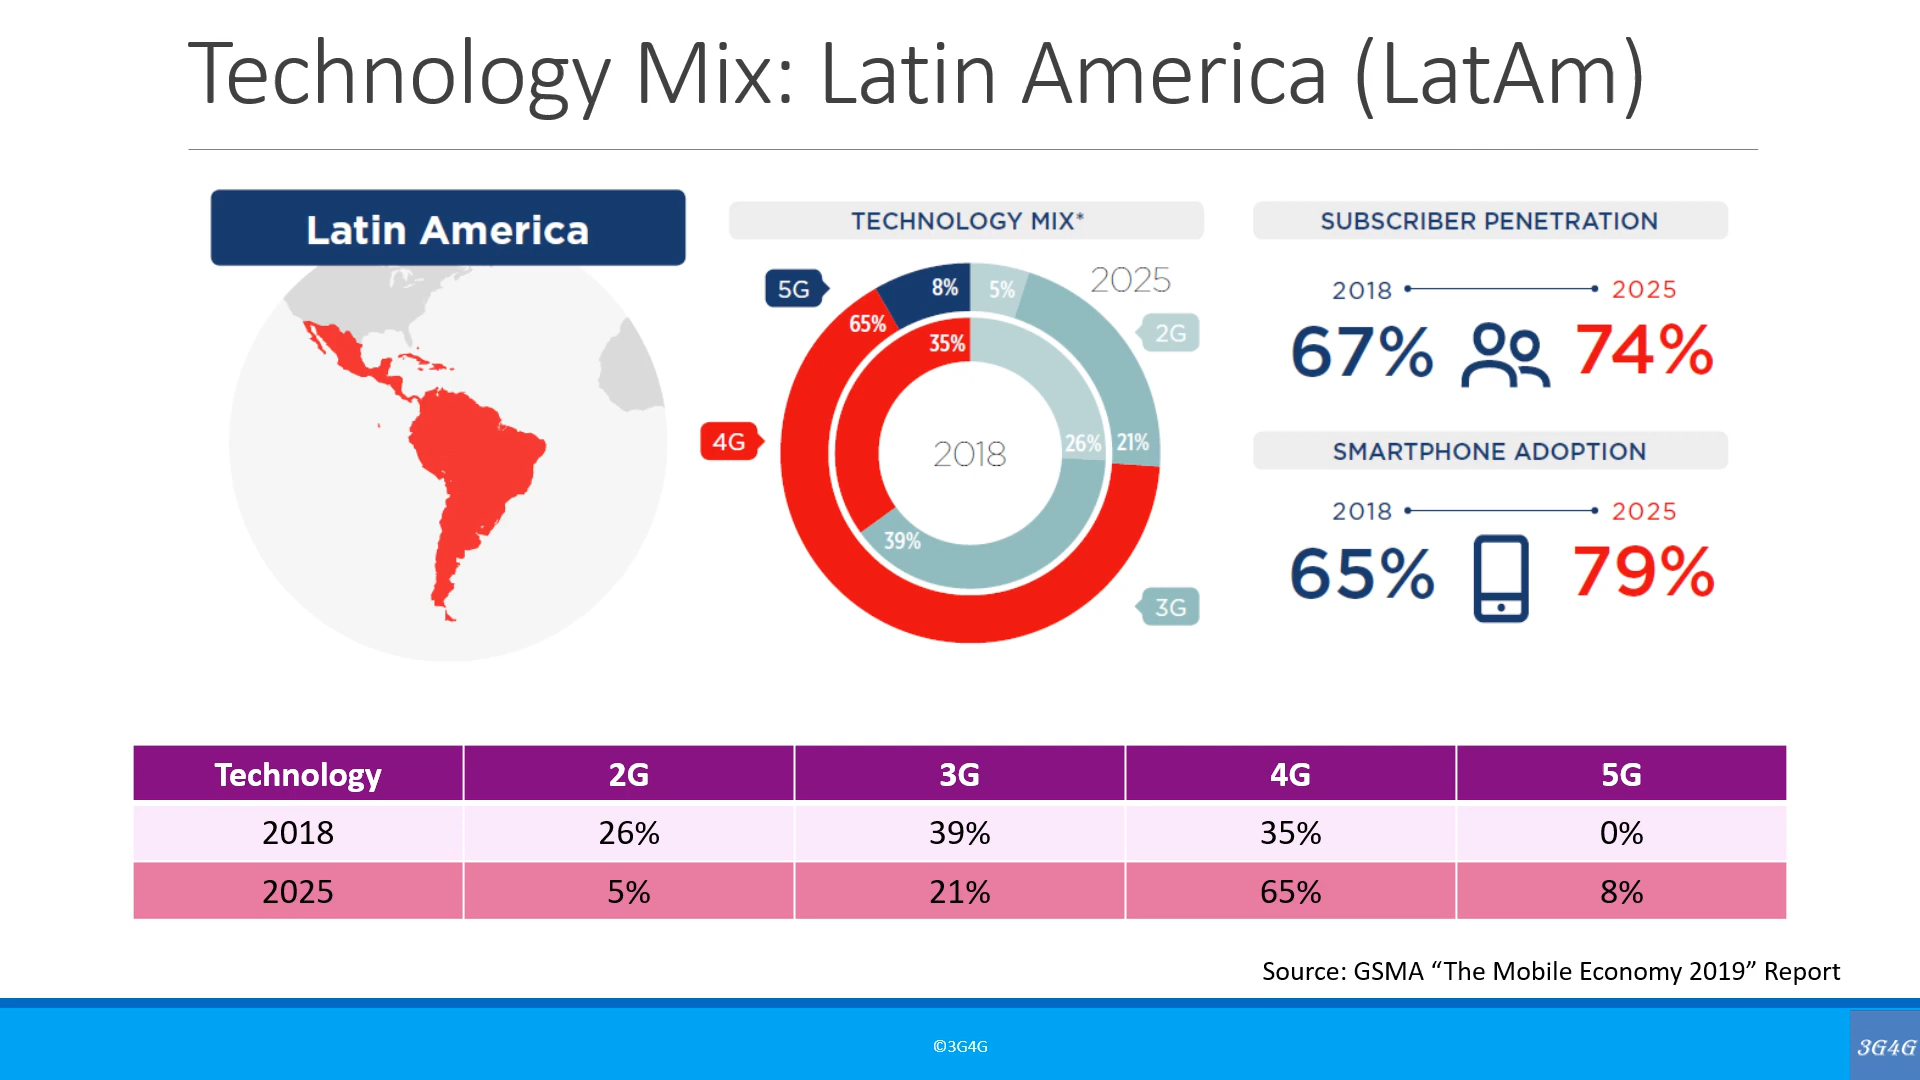 Technology Mix: Latin America (LatAm)
Latin America
TECHNOLOGY MIX*
2025
2018
5G
4G
2G
3G
8%
5%
65%
35%
26%
21%
39%
SUBSCRIBER PENETRATION
2018 2025
67% 74%
SMARTPHONE ADOPTION
2018 2025
65% 79%
Technology 2G 3G 4G 5G
2018 26% 39% 35% 0%
2025 5% 21% 65% 8%
Source: GSMA “The Mobile Economy 2019” Report
©3G4G
3G4G